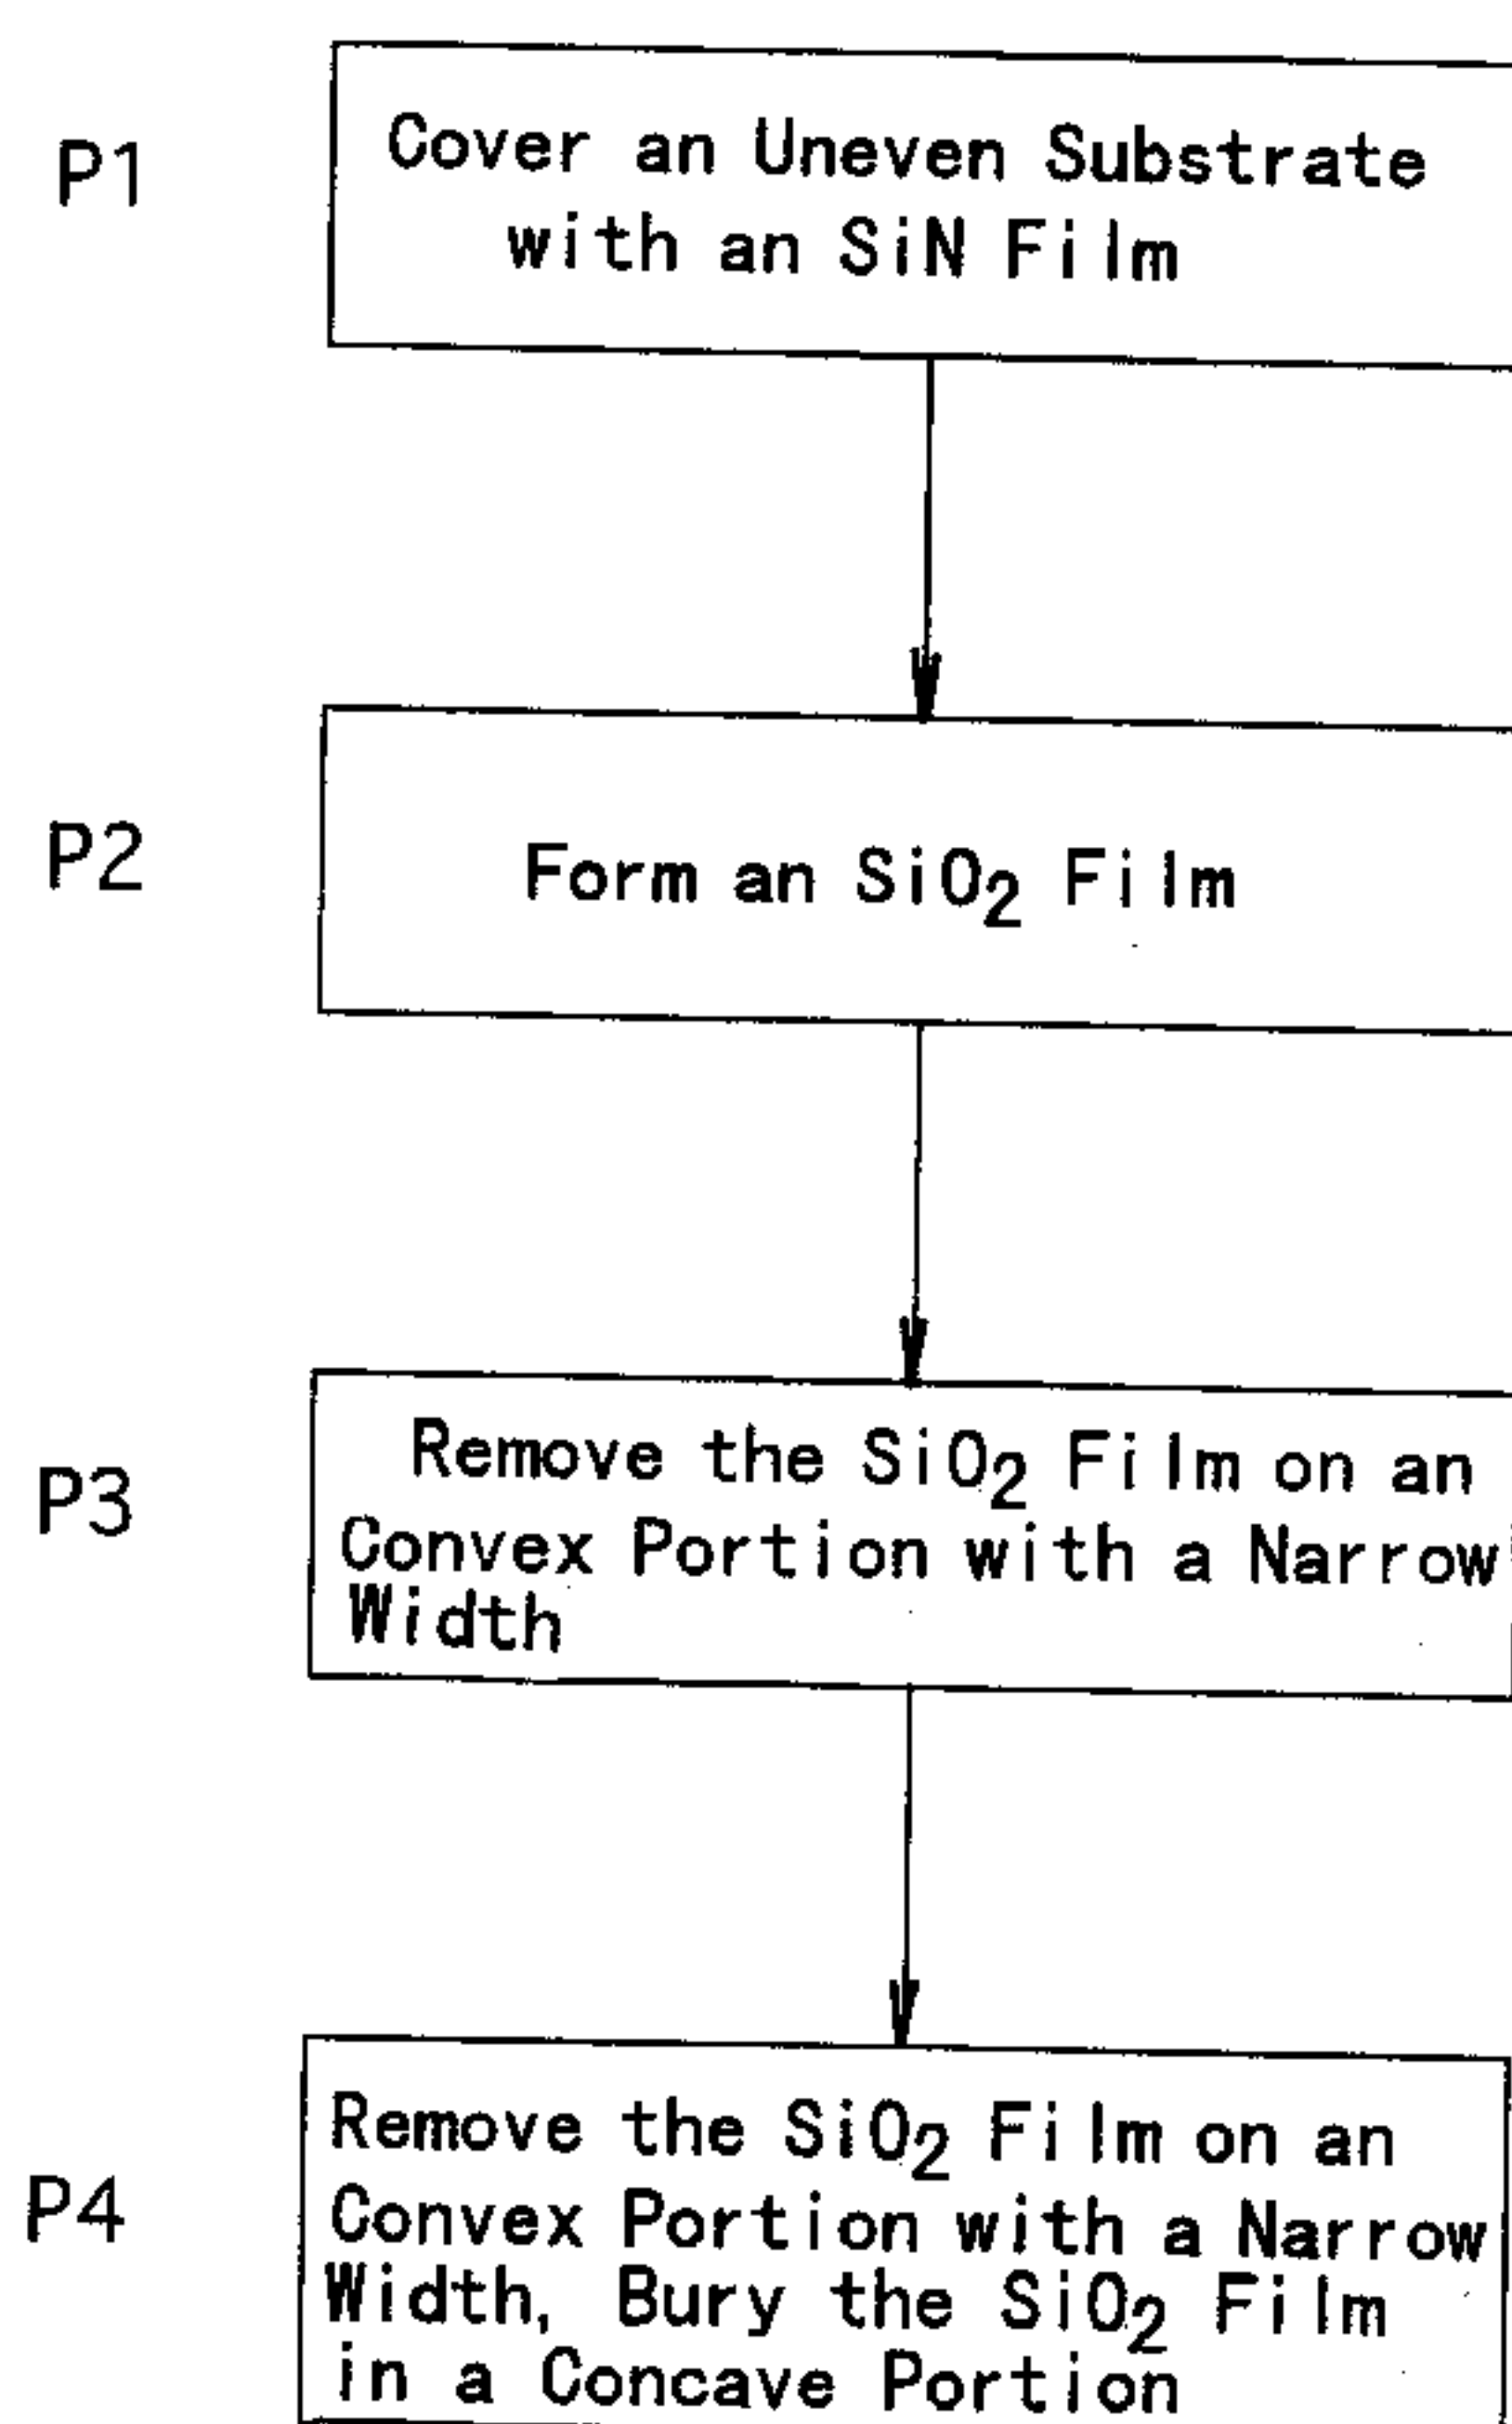 P1
Cover an Uneven Substrate
with an SiN Film
P2
Form an SiO₂ Film
P3
Remove the SiO₂ Film on an
Convex Portion with a Narrow
Width
P4
Remove the SiO₂ Film on an
Convex Portion with a Narrow
Width, Bury the SiO₂ Film
in a Concave Portion